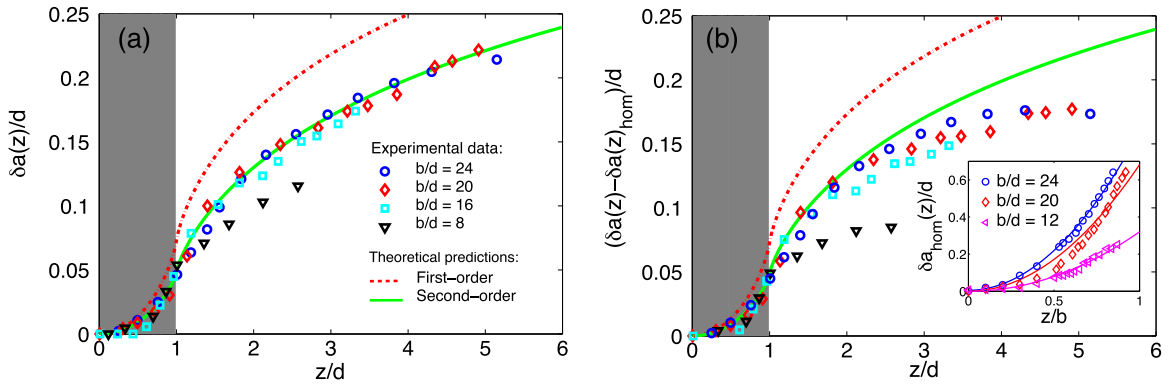 (a)
0.25
0.2
0.15
0.1
0.05
0
δa(z)/d
Experimental data:
b/d = 24
b/d = 20
b/d = 16
b/d = 8
Theoretical predictions:
First−order
Second−order
0 1 2 3 4 5 6
z/d
(b)
0.25
0.2
0.15
0.1
0.05
0
(δa(z)−δa(z)hom)/d
0 1 2 3 4 5 6
z/d
b/d = 24
b/d = 20
b/d = 12
0.6
0.4
0.2
0.0
δahom(z)/d
0 0.5 1
z/b